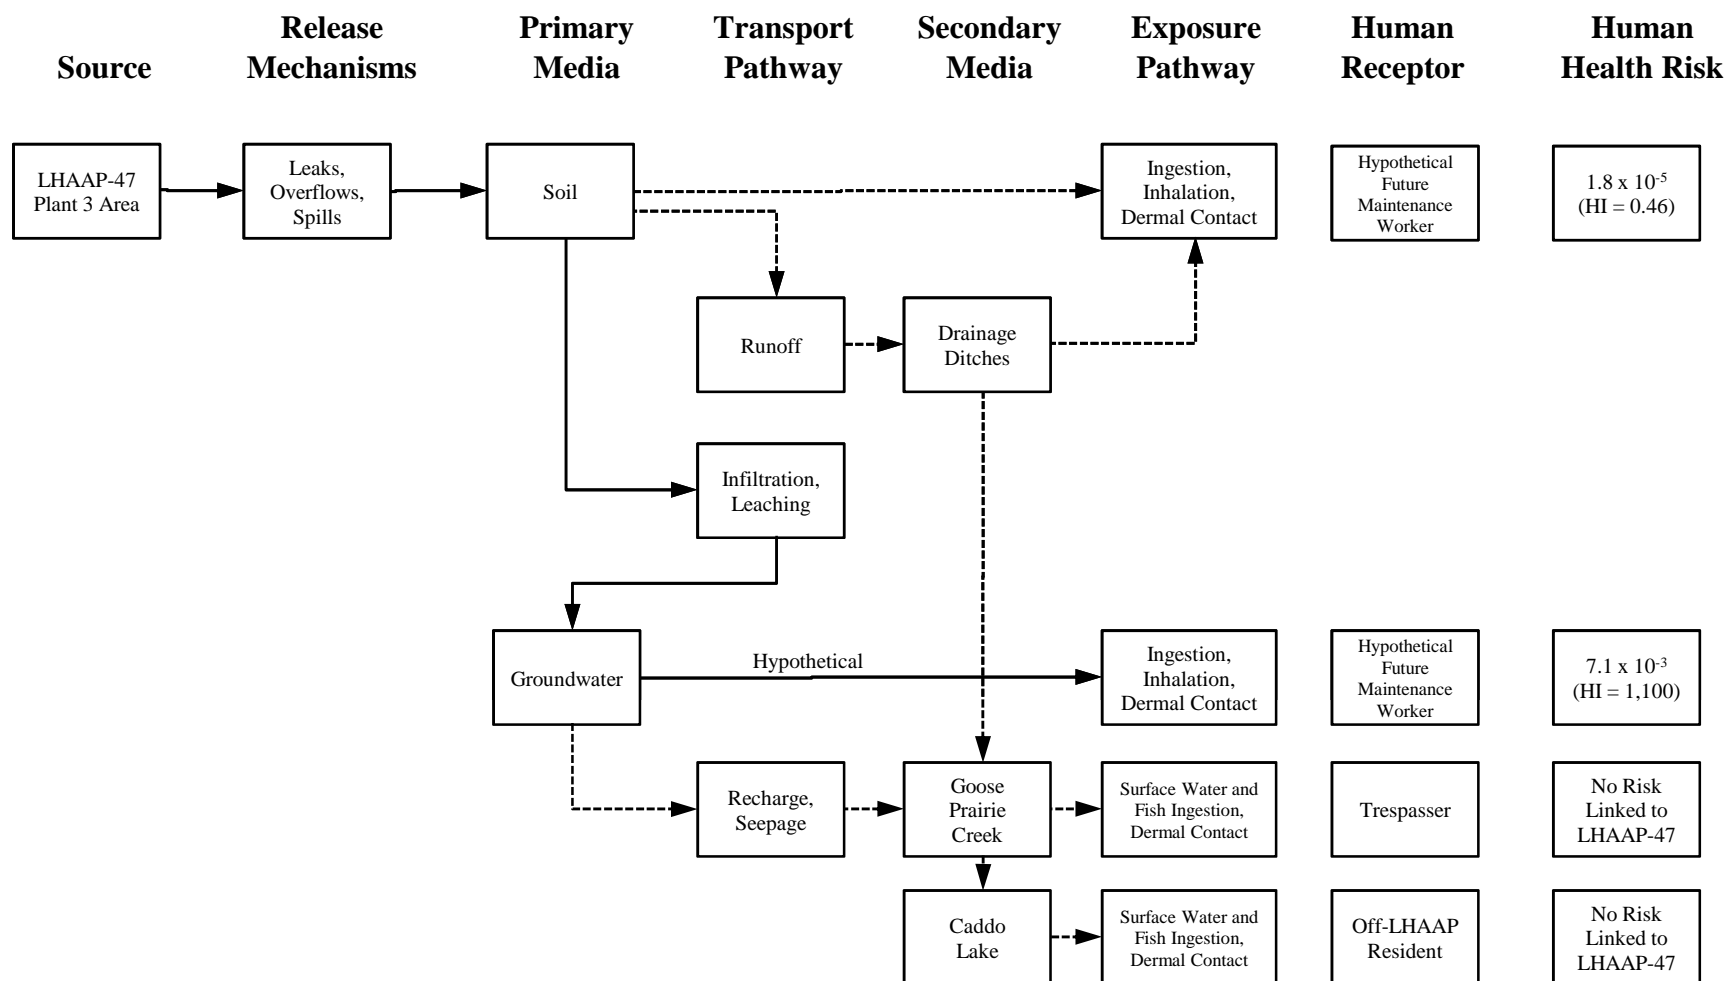 Source
Release
Mechanisms
Primary
Media
Transport
Pathway
Secondary
Media
Exposure
Pathway
Human
Receptor
Human
Health Risk
LHAAP-47
Plant 3 Area
Leaks,
Overflows,
Spills
Soil
Ingestion,
Inhalation,
Dermal Contact
Hypothetical
Future
Maintenance
Worker
1.8 x 10⁻⁵
(HI = 0.46)
Runoff
Drainage
Ditches
Infiltration,
Leaching
Groundwater
Hypothetical
Ingestion,
Inhalation,
Dermal Contact
Hypothetical
Future
Maintenance
Worker
7.1 x 10⁻³
(HI = 1,100)
Recharge,
Seepage
Goose
Prairie
Creek
Surface Water and
Fish Ingestion,
Dermal Contact
Trespasser
No Risk
Linked to
LHAAP-47
Caddo
Lake
Surface Water and
Fish Ingestion,
Dermal Contact
Off-LHAAP
Resident
No Risk
Linked to
LHAAP-47